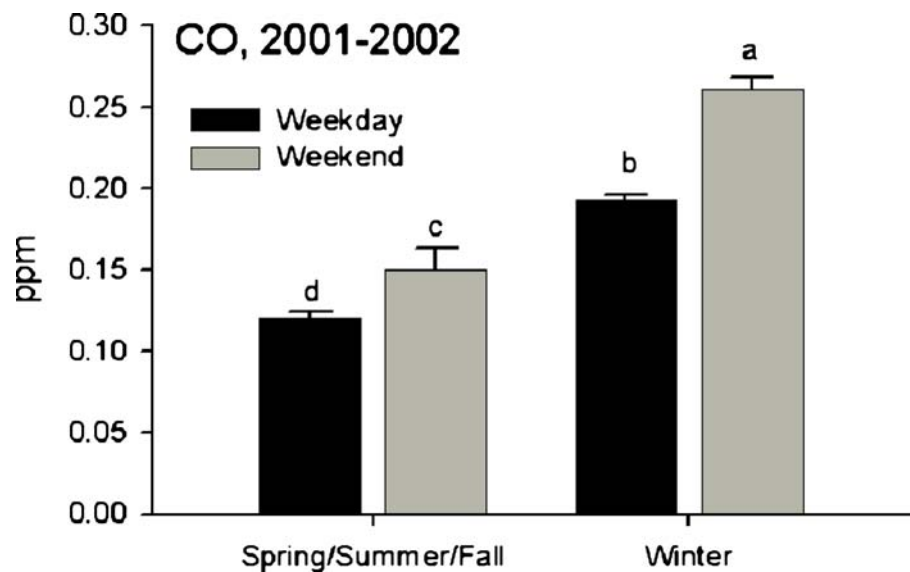 CO, 2001-2002
Weekday
Weekend
ppm
0.30
0.25
0.20
0.15
0.10
0.05
0.00
d
c
b
a
Spring/Summer/Fall
Winter